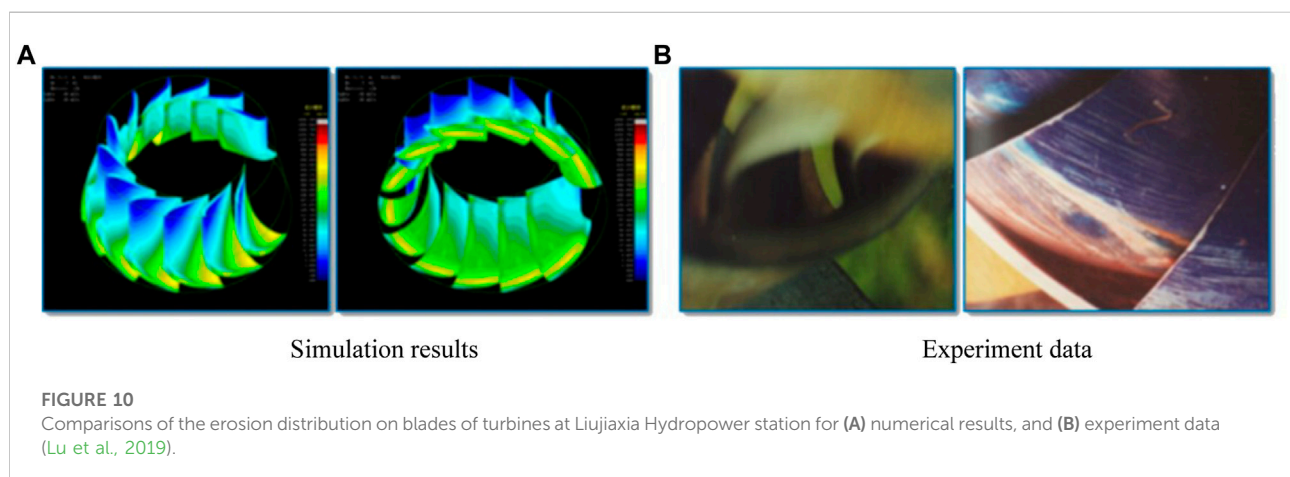 A
B
Simulation results
Experiment data
FIGURE 10
Comparisons of the erosion distribution on blades of turbines at Liujiaxia Hydropower station for (A) numerical results, and (B) experiment data
(Lu et al., 2019).